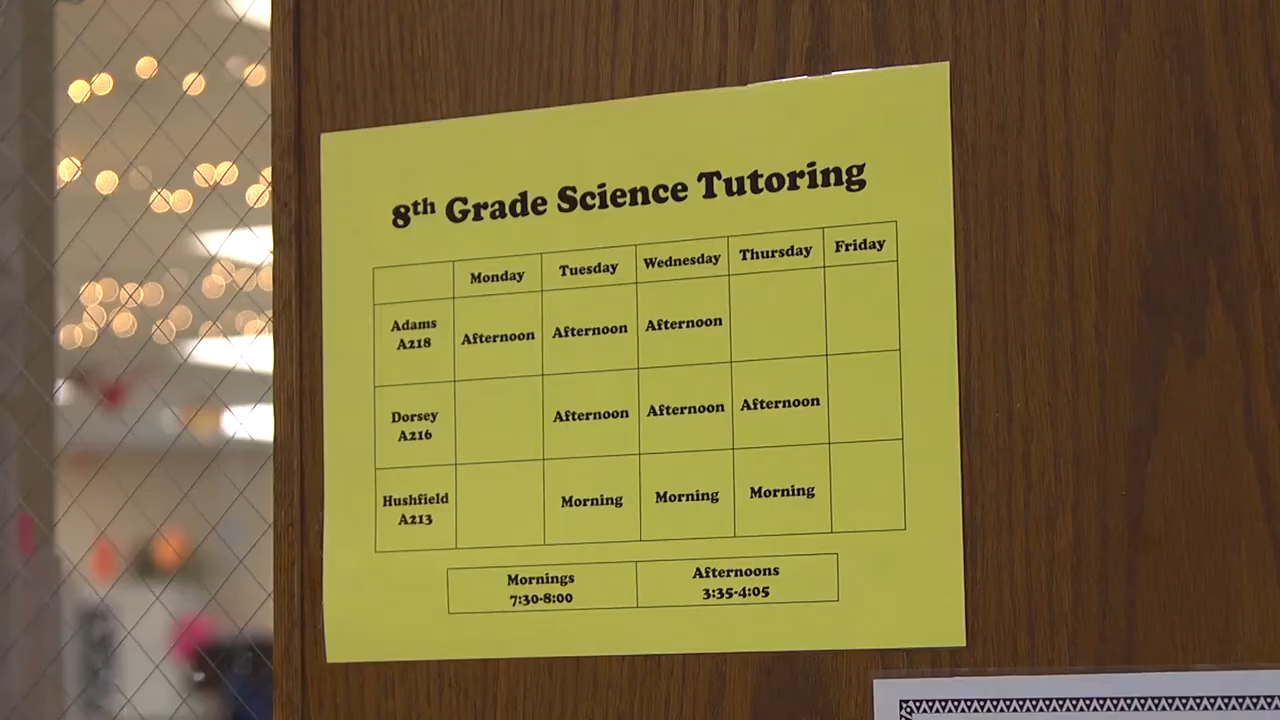 8th Grade Science Tutoring
Monday Tuesday Wednesday Thursday Friday
Adams
A218
Afternoon Afternoon Afternoon
Dorsey
A216
Afternoon Afternoon Afternoon
Hushfield
A213
Morning Morning Morning
Mornings
7:30-8:00
Afternoons
3:35-4:05